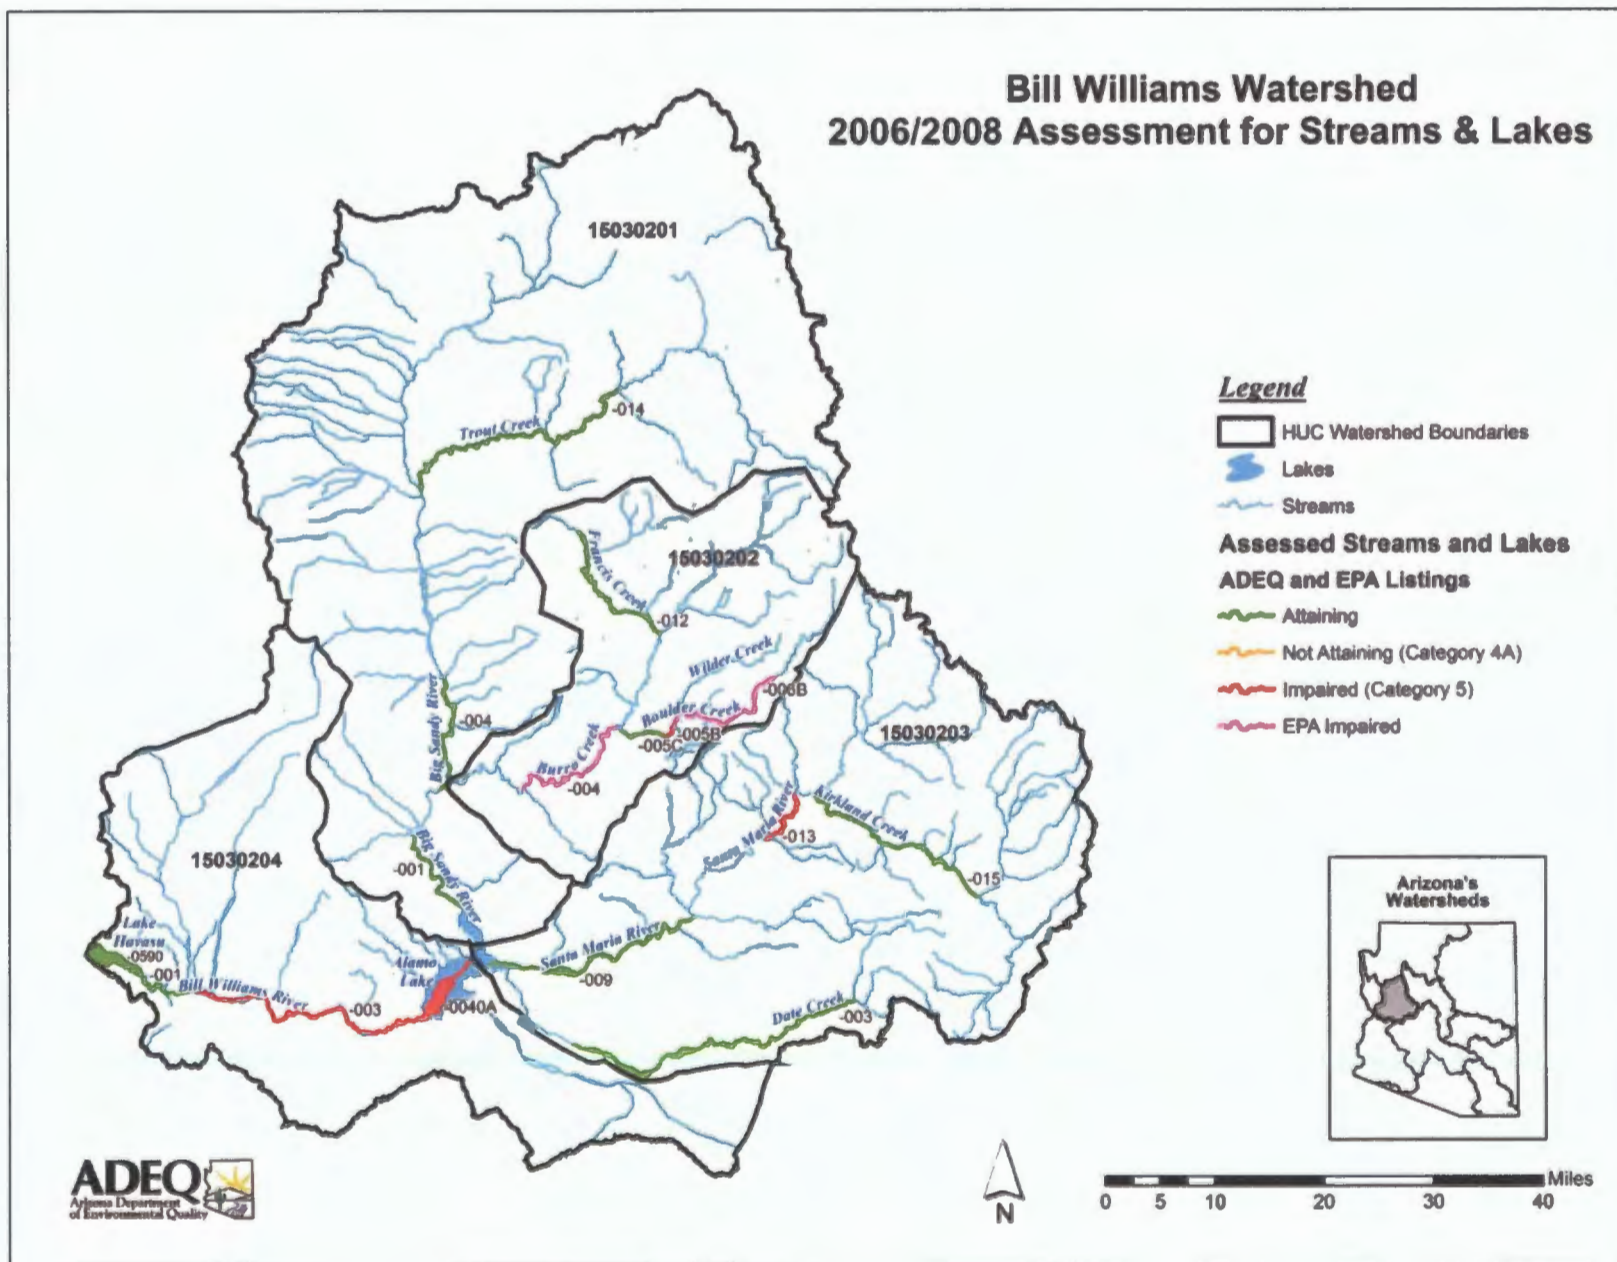 Bill Williams Watershed
2006/2008 Assessment for Streams & Lakes
15030201
-014
Trout Creek
Francis Creek
15030202
-012
Wilder Creek
-006B
Boulder Creek
-005B
-005C
Big Sandy River
-004
Burro Creek
-004
15030203
Kirkland Creek
Santa Maria River
-013
-015
15030204
Big Sandy River
-001
Lake
Havasu
-0590
-001
Bill Williams River
-003
Alamo
Lake
-0040A
Santa Maria River
-009
Date Creek
-003
Legend
HUC Watershed Boundaries
Lakes
Streams
Assessed Streams and Lakes
ADEQ and EPA Listings
Attaining
Not Attaining (Category 4A)
Impaired (Category 5)
EPA Impaired
Arizona's
Watersheds
ADEQ
Arizona Department
of Environmental Quality
N
Miles
0 5 10 20 30 40